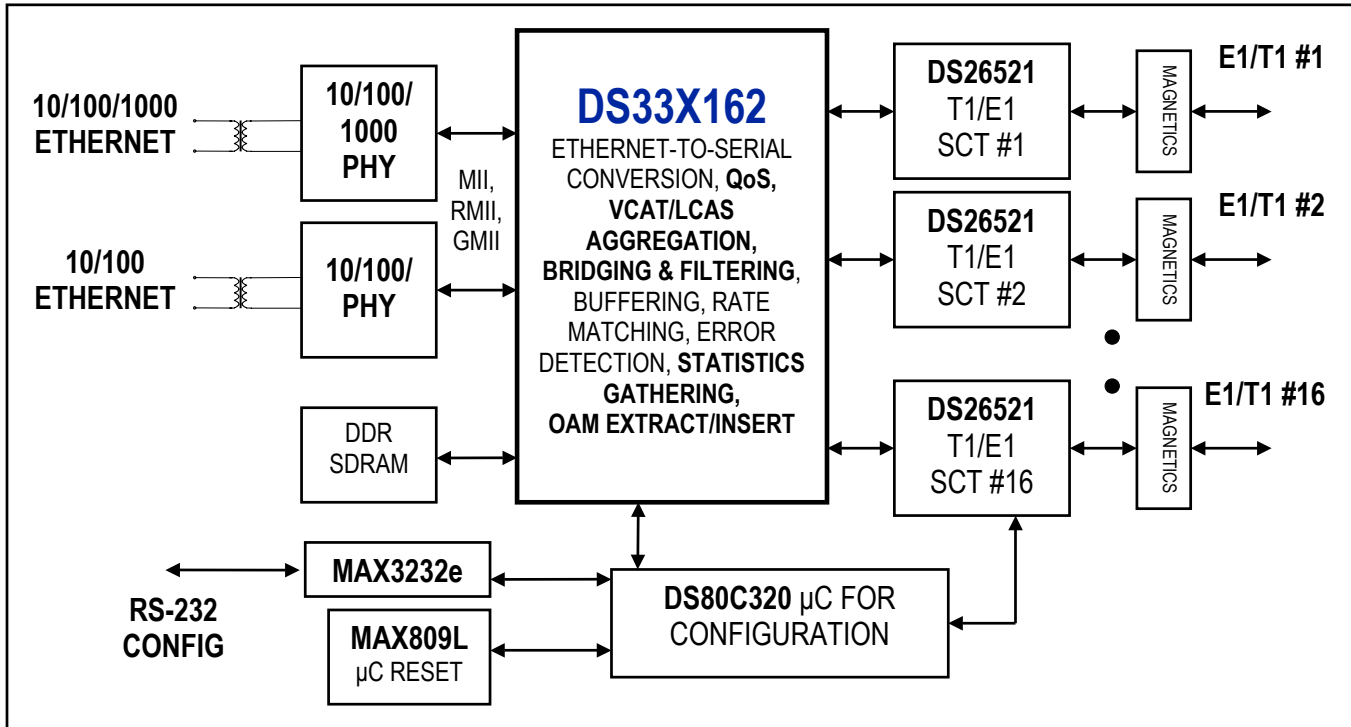 10/100/1000
ETHERNET
10/100/
1000
PHY
MII,
RMII,
GMII
10/100
ETHERNET
10/100/
PHY
DDR
SDRAM
DS33X162
ETHERNET-TO-SERIAL
CONVERSION, QoS,
VCAT/LCAS
AGGREGATION,
BRIDGING & FILTERING,
BUFFERING, RATE
MATCHING, ERROR
DETECTION, STATISTICS
GATHERING,
OAM EXTRACT/INSERT
DS26521
T1/E1
SCT #1
MAGNETICS
E1/T1 #1
DS26521
T1/E1
SCT #2
MAGNETICS
E1/T1 #2
DS26521
T1/E1
SCT #16
MAGNETICS
E1/T1 #16
RS-232
CONFIG
MAX3232e
MAX809L
µC RESET
DS80C320 µC FOR
CONFIGURATION